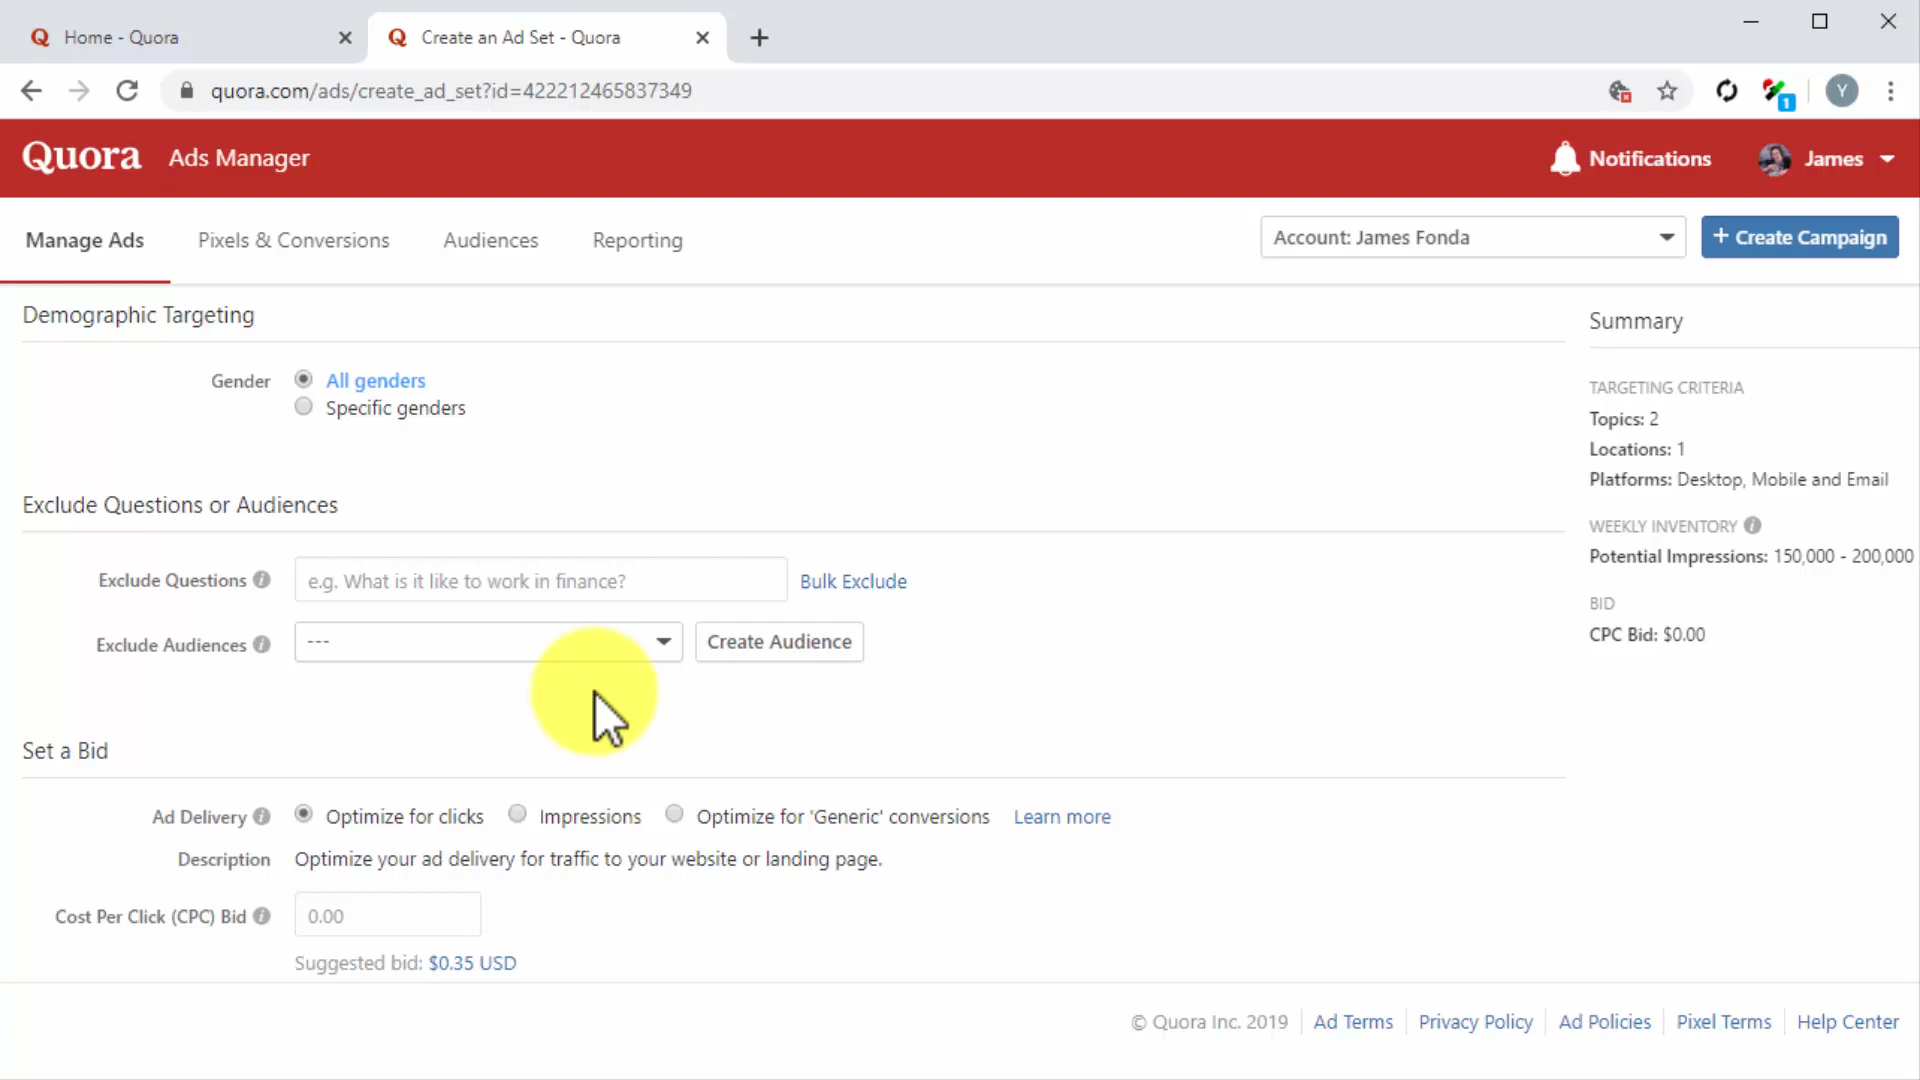 Home - Quora
Create an Ad Set - Quora
quora.com/ads/create_ad_set?id=422212465837349
1
Y
Quora Ads Manager
Notifications
James
Manage Ads
Pixels & Conversions
Audiences
Reporting
Account: James Fonda
+ Create Campaign
Demographic Targeting
Gender
All genders
Specific genders
Exclude Questions or Audiences
Exclude Questions
e.g. What is it like to work in finance?
Bulk Exclude
Exclude Audiences
---
Create Audience
Set a Bid
Ad Delivery
Optimize for clicks
Impressions
Optimize for 'Generic' conversions
Learn more
Description
Optimize your ad delivery for traffic to your website or landing page.
Cost Per Click (CPC) Bid
0.00
Suggested bid: $0.35 USD
Summary
TARGETING CRITERIA
Topics: 2
Locations: 1
Platforms: Desktop, Mobile and Email
WEEKLY INVENTORY
Potential Impressions: 150,000 - 200,000
BID
CPC Bid: $0.00
© Quora Inc. 2019
Ad Terms
Privacy Policy
Ad Policies
Pixel Terms
Help Center